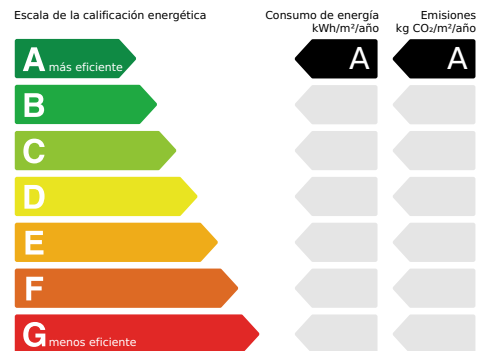 Escala de la calificación energética
Consumo de energía
kWh/m²/año
Emisiones
kg CO₂/m²/año
A más eficiente
A
A
B
C
D
E
F
G menos eficiente